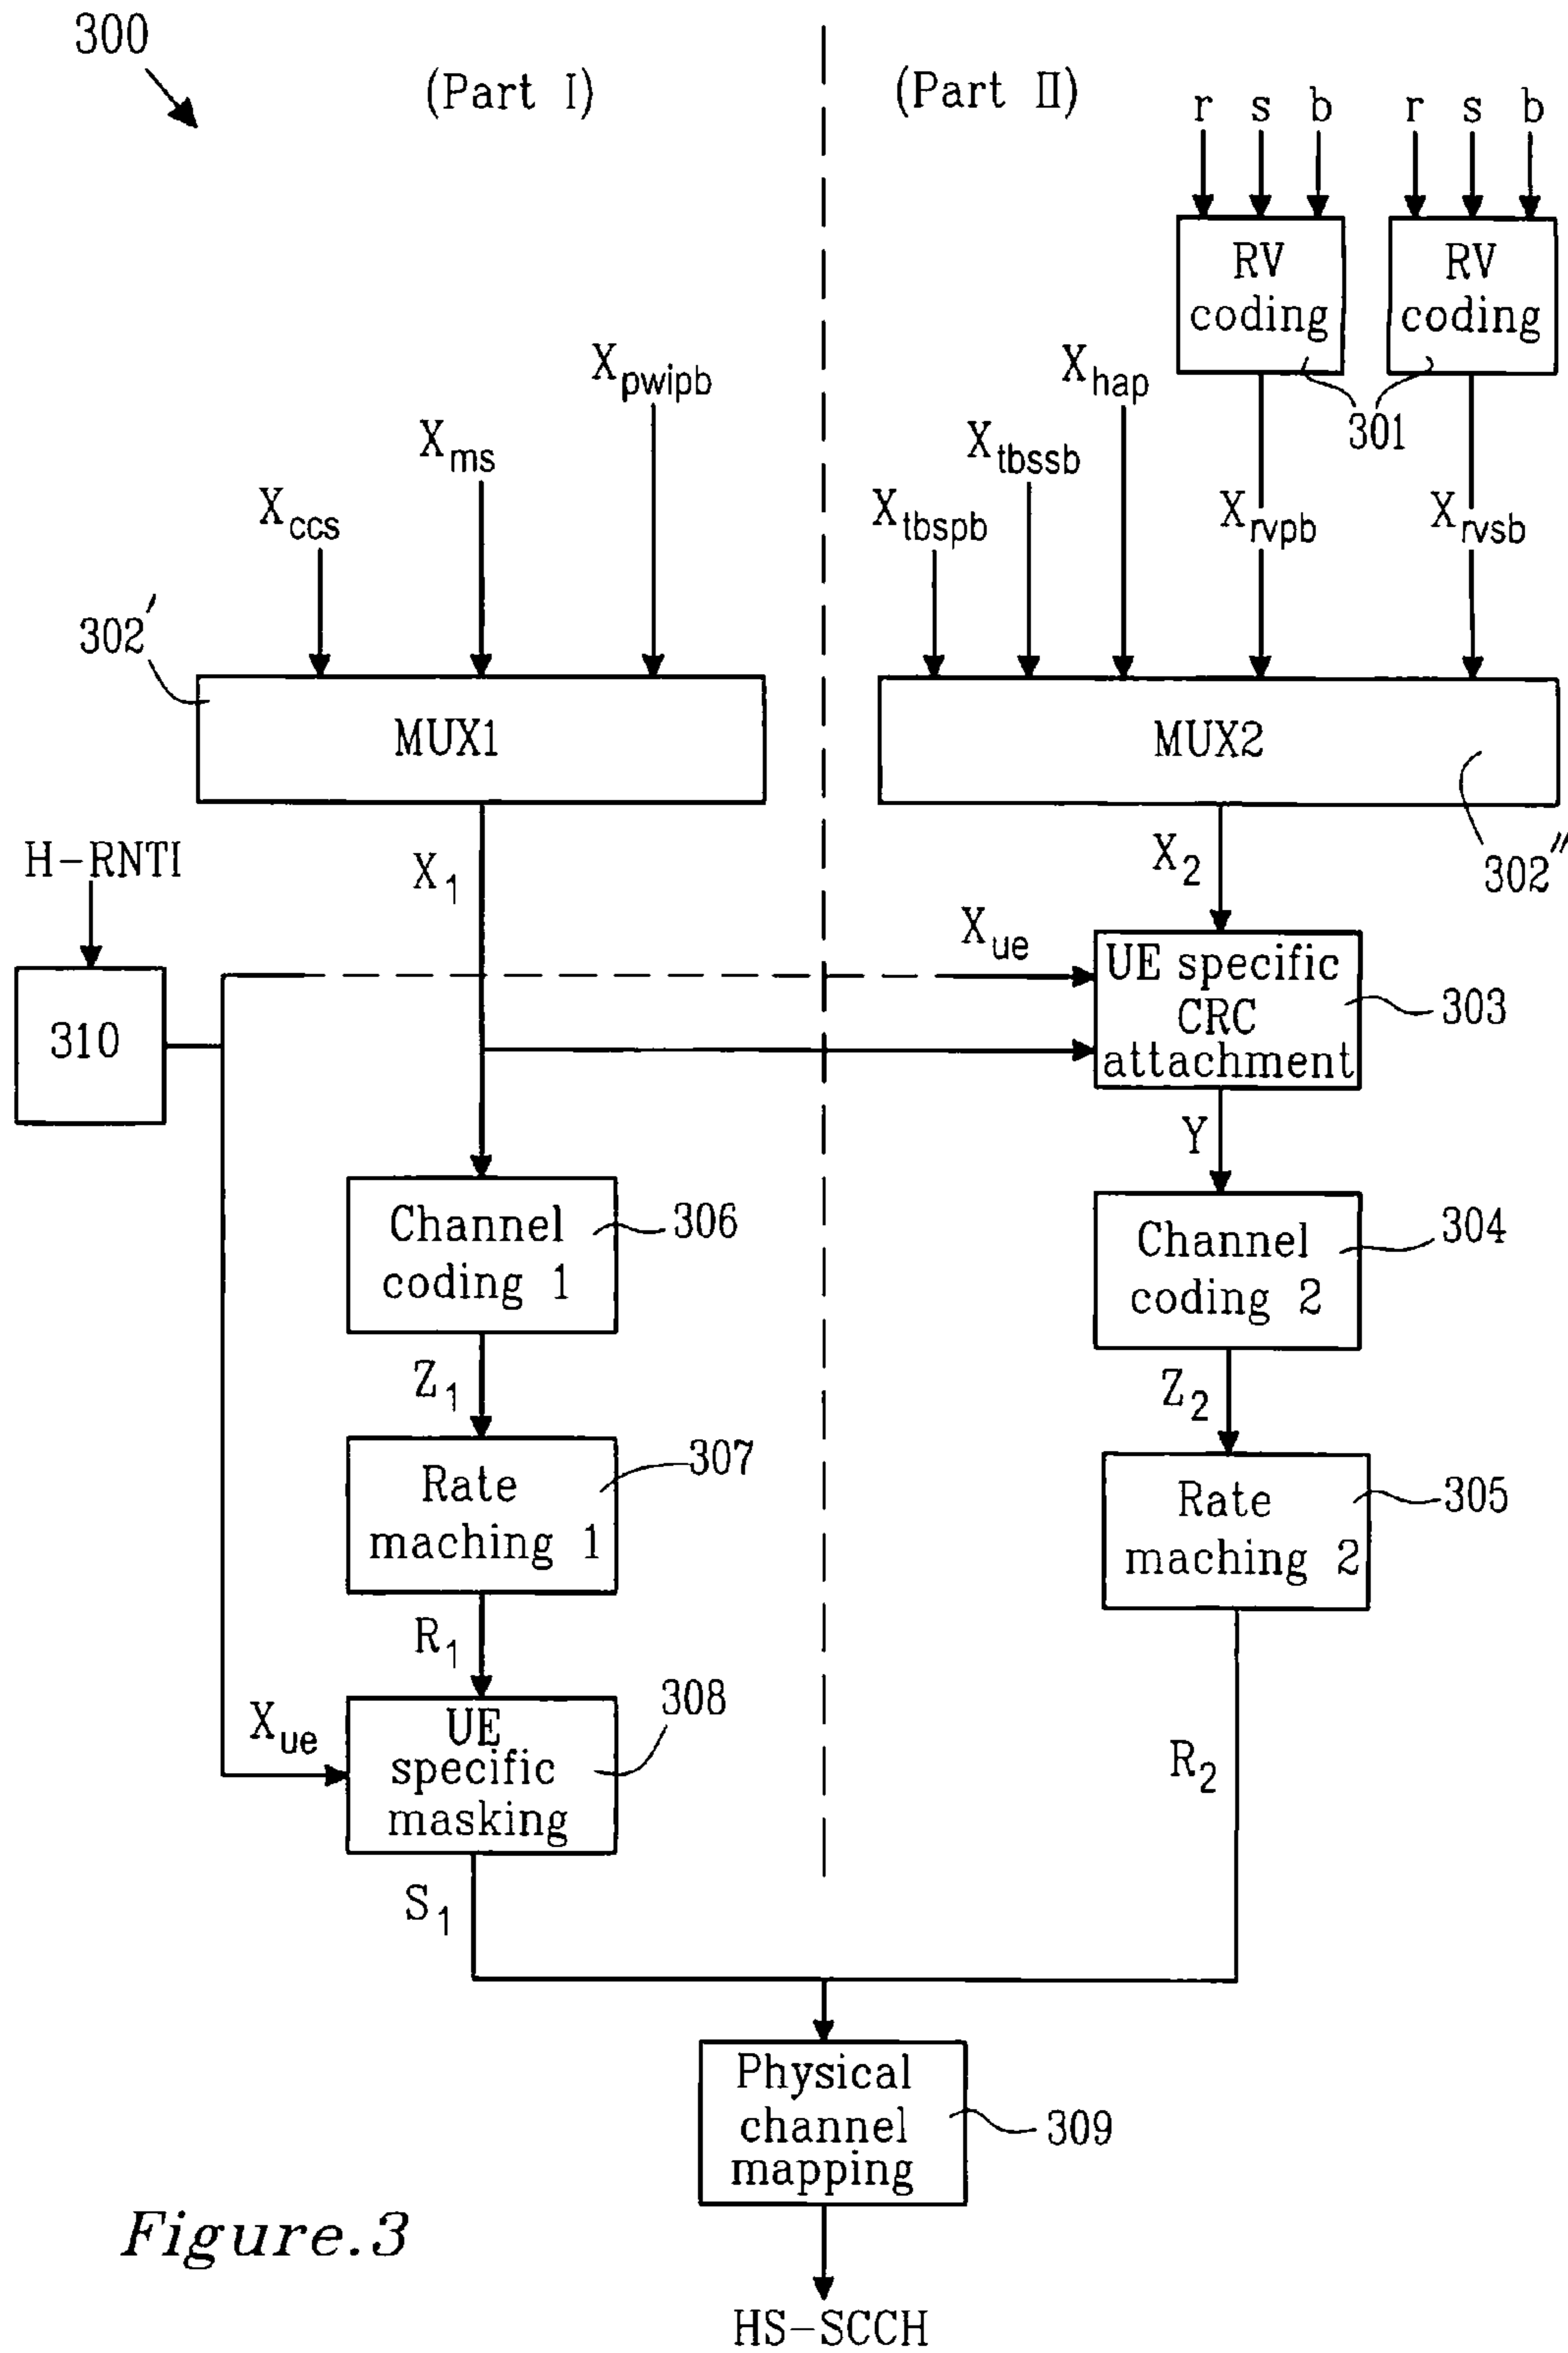 300
(Part I)
(Part II)
r s b
r s b
RV
coding
RV
coding
301
Xpwipb
Xms
Xccs
Xhap
Xtbssb
Xtbspb
Xrvpb
Xrvsb
302'
MUX1
MUX2
302"
H-RNTI
X1
X2
Xue
310
UE specific
CRC
attachment
303
Y
Channel
coding 1
306
Channel
coding 2
304
Z1
Z2
Rate
maching 1
307
Rate
maching 2
305
R1
Xue
UE
specific
masking
308
R2
S1
Physical
channel
mapping
309
Figure.3
HS-SCCH